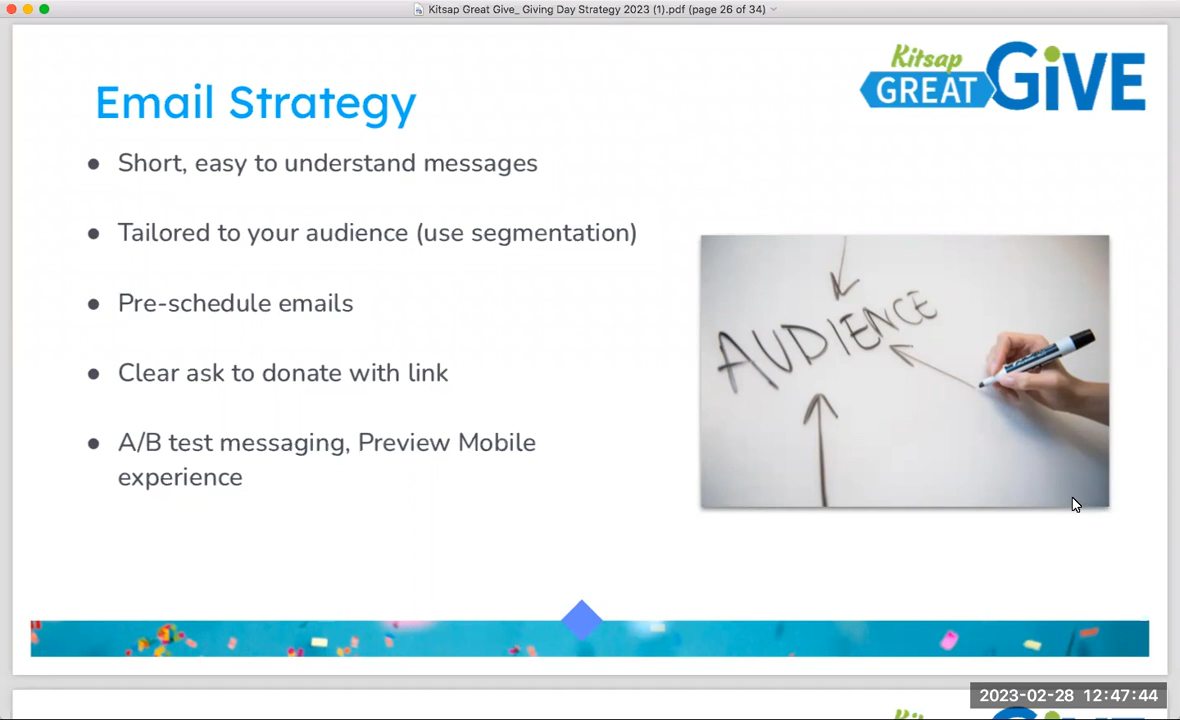 Kitsap Great Give_ Giving Day Strategy 2023 (1).pdf (page 26 of 34)
Kitsap
GREAT GiVE
Email Strategy
● Short, easy to understand messages
● Tailored to your audience (use segmentation)
● Pre-schedule emails
● Clear ask to donate with link
● A/B test messaging, Preview Mobile
experience
AUDIENCE
2023-02-28 12:47:44